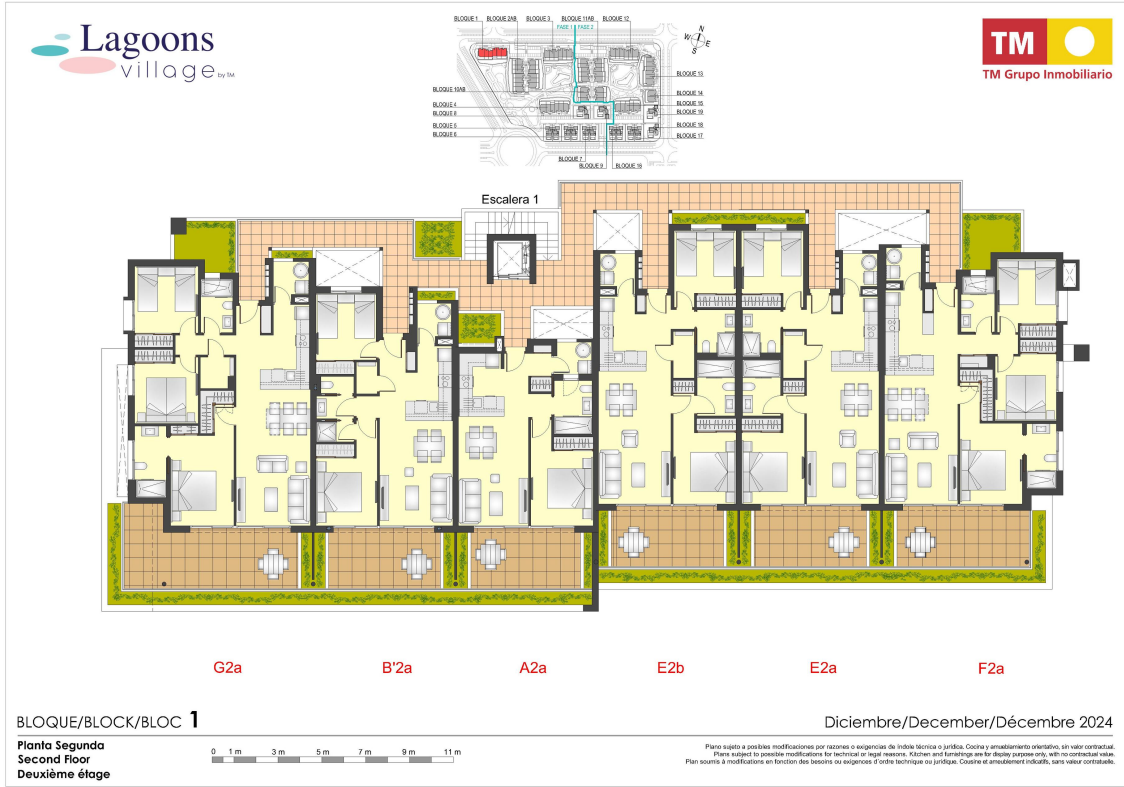 Lagoons
village by TM
BLOQUE 1
BLOQUE 2AB
BLOQUE 3
BLOQUE 11AB
BLOQUE 12
FASE 1
FASE 2
N
W
E
S
BLOQUE 10AB
BLOQUE 4
BLOQUE 8
BLOQUE 5
BLOQUE 6
BLOQUE 13
BLOQUE 14
BLOQUE 15
BLOQUE 19
BLOQUE 18
BLOQUE 17
BLOQUE 7
BLOQUE 9
BLOQUE 16
TM
TM Grupo Inmobiliario
Escalera 1
G2a
B'2a
A2a
E2b
E2a
F2a
BLOQUE/BLOCK/BLOC 1
Diciembre/December/Décembre 2024
Planta Segunda
Second Floor
Deuxième étage
0 1 m 3 m 5 m 7 m 9 m 11 m
Plano sujeto a posibles modificaciones por razones o exigencias de índole técnica o jurídica. Cocina y amueblamiento orientativo, sin valor contractual.
Plans subject to possible modifications for technical or legal reasons. Kitchen and furnishings are for display purpose only, with no contractual value.
Plan soumis à modifications en fonction des besoins ou exigences d'ordre technique ou juridique. Cousine et ameublement indicatifs, sans valeur contratuelle.